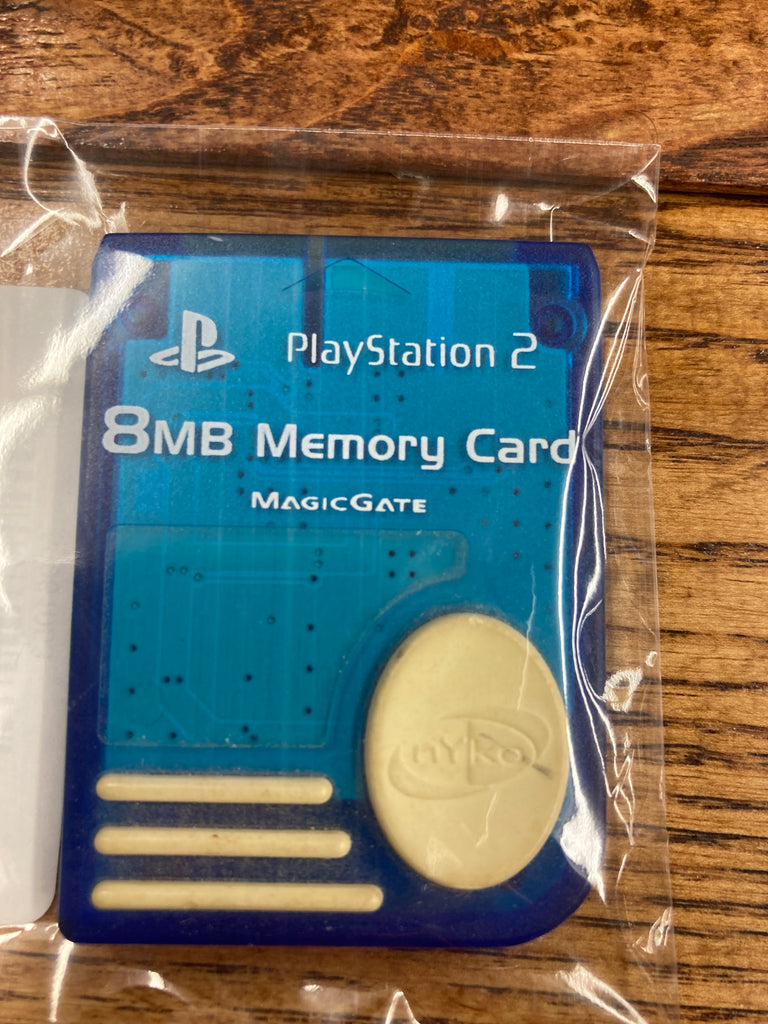 PlayStation 2
8MB Memory Card
MAGICGATE
nyko